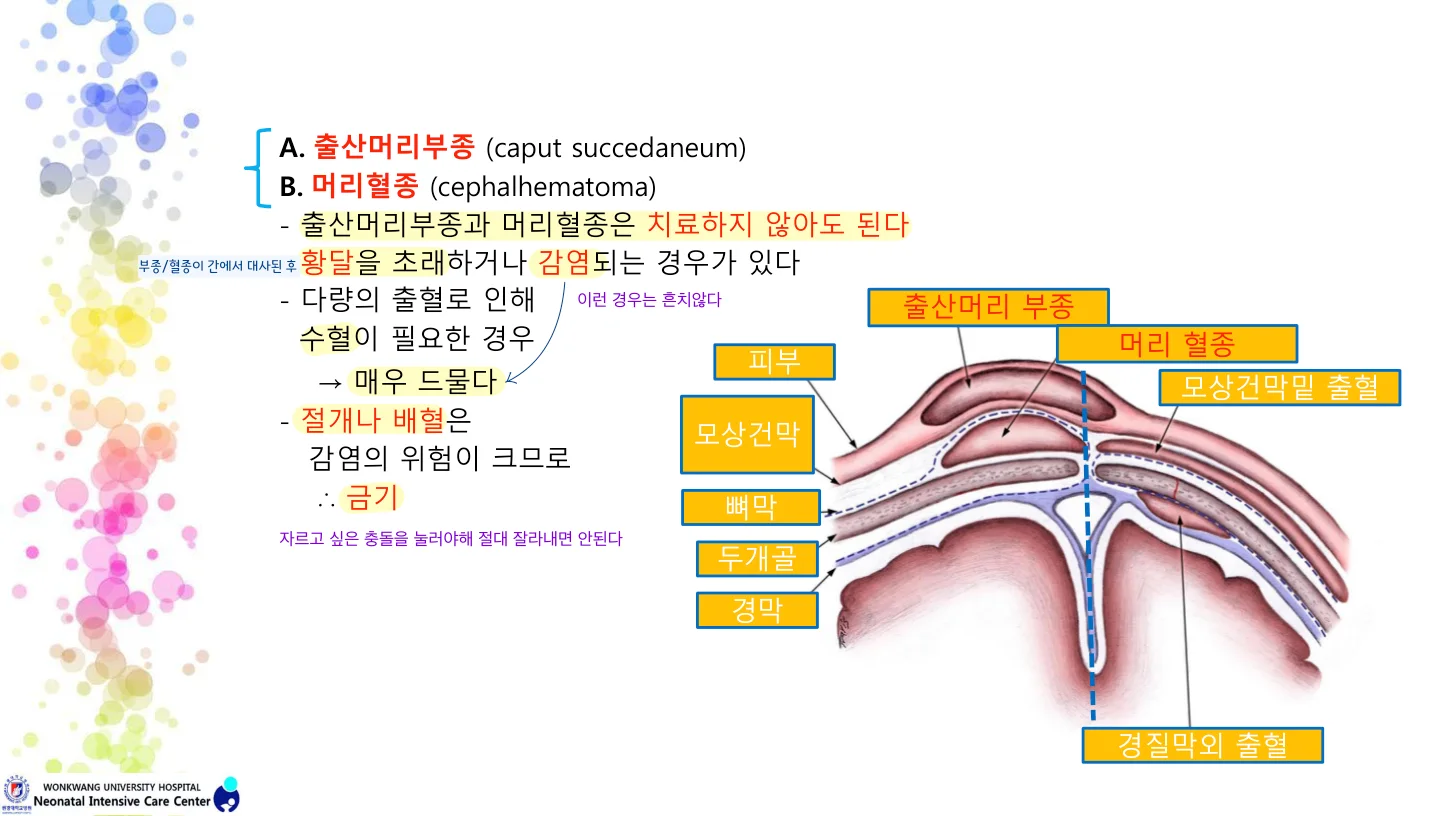 A. 출산머리부종 (caput succedaneum)
B. 머리혈종 (cephalhematoma)
- 출산머리부종과 머리혈종은 치료하지 않아도 된다
부종/혈종이 간에서 대사된 후 황달을 초래하거나 감염되는 경우가 있다
- 다량의 출혈로 인해
이런 경우는 흔치않다
수혈이 필요한 경우
→ 매우 드물다
- 절개나 배혈은
감염의 위험이 크므로
∴ 금기
자르고 싶은 충돌을 눌러야해 절대 잘라내면 안된다
출산머리 부종
머리 혈종
피부
모상건막밑 출혈
모상건막
뼈막
두개골
경막
경질막외 출혈
WONKWANG UNIVERSITY HOSPITAL
Neonatal Intensive Care Center